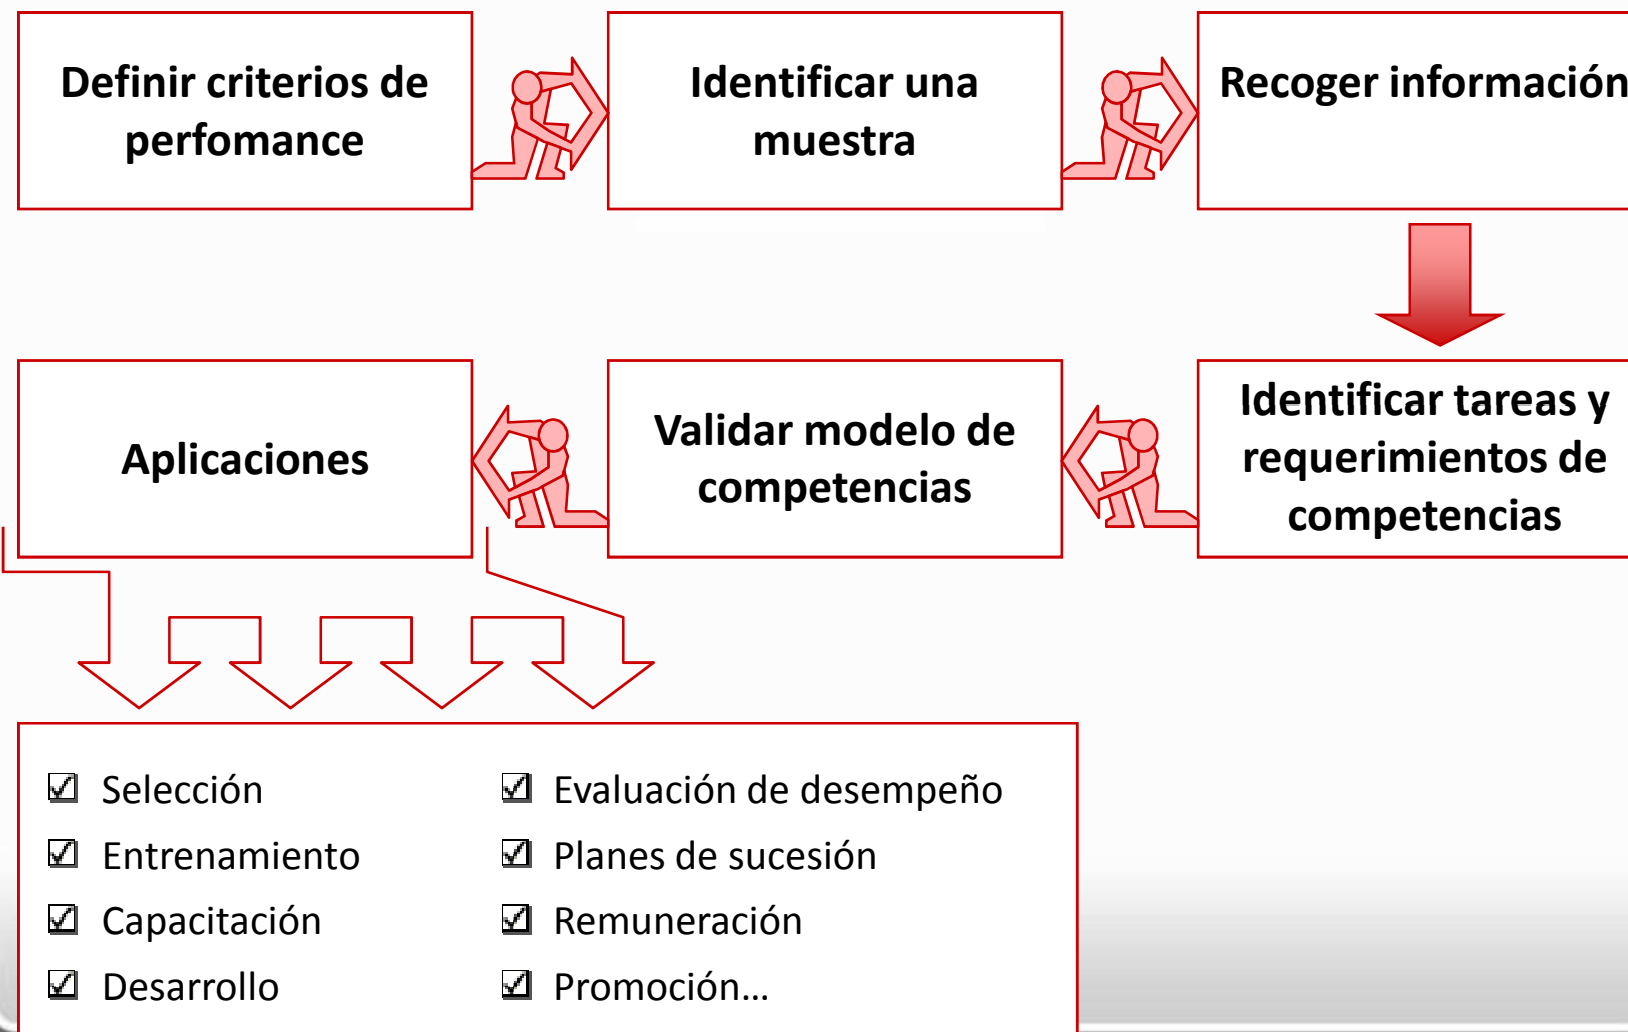 Definir criterios de
perfomance
Identificar una
muestra
Recoger información
Identificar tareas y
requerimientos de
competencias
Validar modelo de
competencias
Aplicaciones
Selección
Entrenamiento
Capacitación
Desarrollo
Evaluación de desempeño
Planes de sucesión
Remuneración
Promoción...